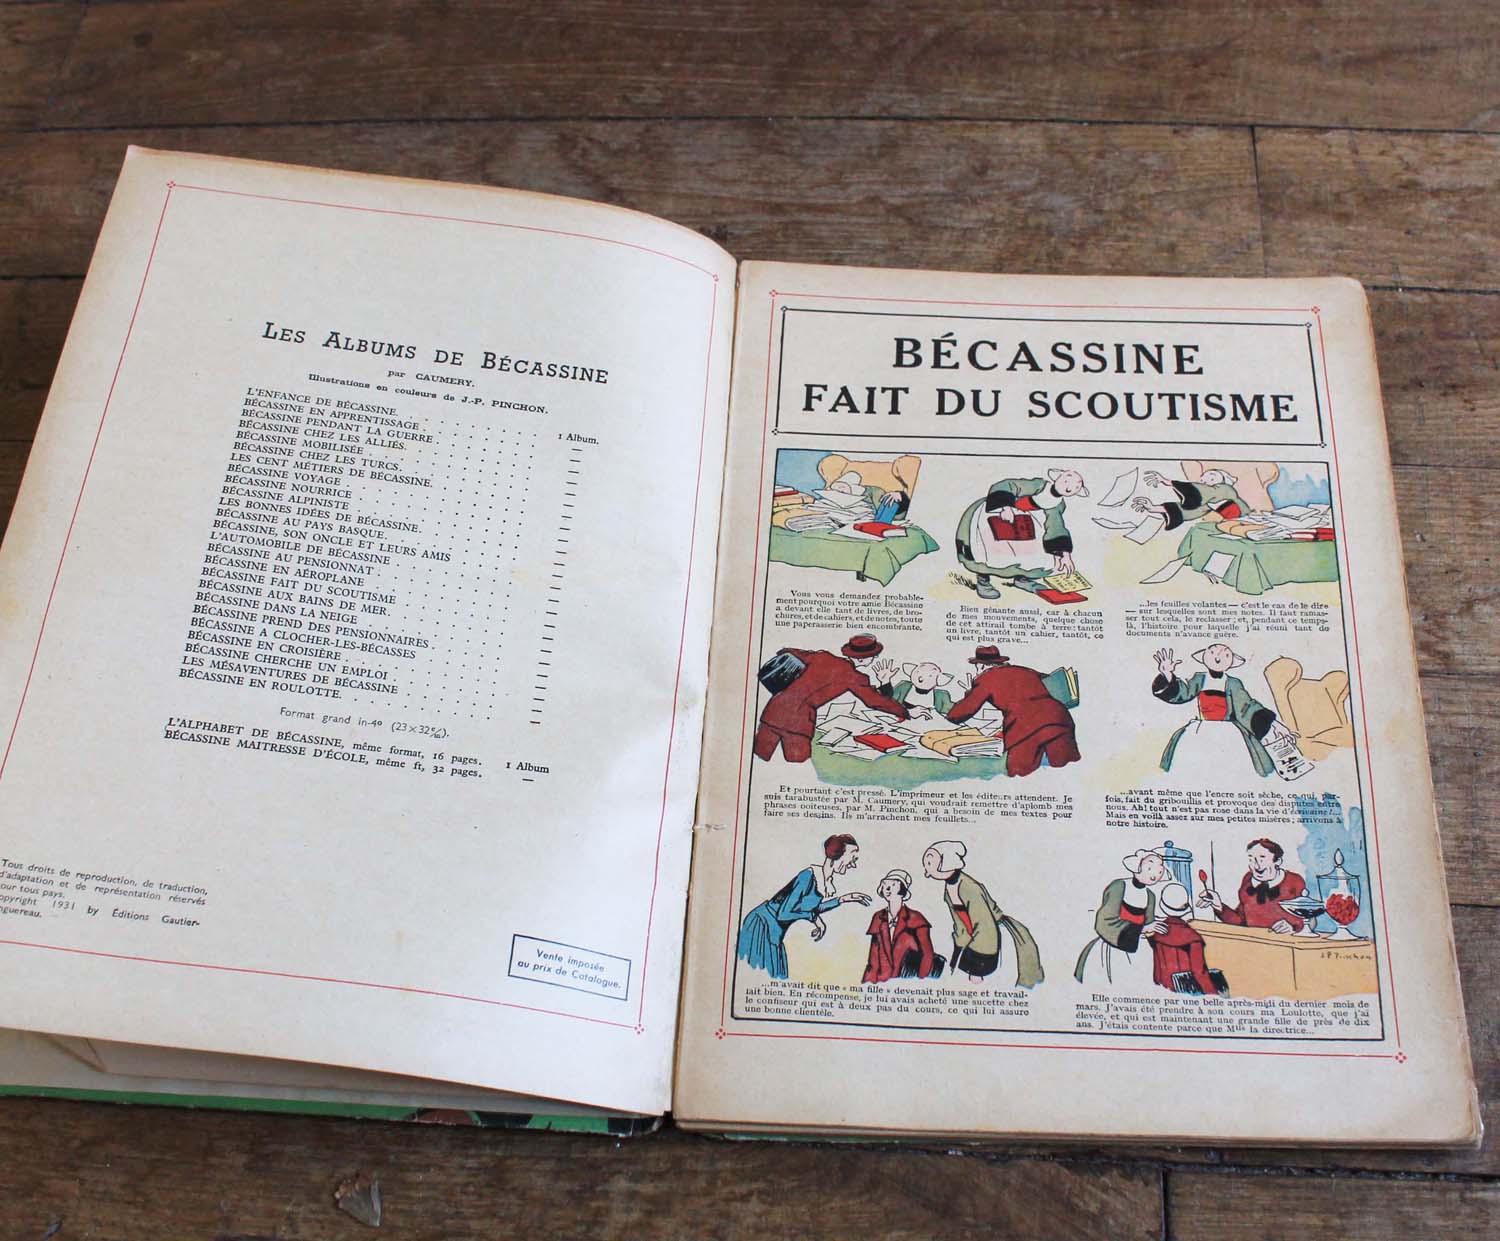 LES ALBUMS DE BÉCASSINE
par CAUMERY.
Illustrations en couleurs de J.-P. PINCHON.
L'ENFANCE DE BÉCASSINE. . . . . . . 1 Album.
BÉCASSINE EN APPRENTISSAGE . . . . . . . —
BÉCASSINE PENDANT LA GUERRE . . . . . . . —
BÉCASSINE CHEZ LES ALLIÉS. . . . . . . —
BÉCASSINE MOBILISÉE . . . . . . . —
BÉCASSINE CHEZ LES TURCS. . . . . . . —
LES CENT MÉTIERS DE BÉCASSINE. . . . . . . —
BÉCASSINE VOYAGE . . . . . . . —
BÉCASSINE NOURRICE . . . . . . . —
BÉCASSINE ALPINISTE . . . . . . . —
LES BONNES IDÉES DE BÉCASSINE. . . . . . . —
BÉCASSINE AU PAYS BASQUE. . . . . . . —
BÉCASSINE, SON ONCLE ET LEURS AMIS . . . . —
L'AUTOMOBILE DE BÉCASSINE . . . . . . . —
BÉCASSINE AU PENSIONNAT . . . . . . . —
BÉCASSINE EN AÉROPLANE . . . . . . . —
BÉCASSINE FAIT DU SCOUTISME . . . . . . . —
BÉCASSINE AUX BAINS DE MER. . . . . . . —
BÉCASSINE DANS LA NEIGE . . . . . . . —
BÉCASSINE PREND DES PENSIONNAIRES . . . . —
BÉCASSINE A CLOCHER-LES-BÉCASSES . . . . —
BÉCASSINE EN CROISIÈRE . . . . . . . —
BÉCASSINE CHERCHE UN EMPLOI . . . . . . . —
LES MÉSAVENTURES DE BÉCASSINE . . . . . . —
BÉCASSINE EN ROULOTTE. . . . . . . —
Format grand in-4º (23×32 c/m).
L'ALPHABET DE BÉCASSINE, même format, 16 pages. 1 Album
BÉCASSINE MAITRESSE D'ÉCOLE, même ft, 32 pages. —
Tous droits de reproduction, de traduction,
d'adaptation et de représentation réservés
our tous pays.
opyright 1931 by Éditions Gautier-
nguereau.
Vente imposée
au prix de Catalogue.
BÉCASSINE
FAIT DU SCOUTISME
Vous vous demandez probable-
ment pourquoi votre amie Bécassine
a devant elle tant de livres, de bro-
chures, et de cahiers, et de notes, toute
une paperasserie bien encombrante.
Bien gênante aussi, car à chacun
de mes mouvements, quelque chose
de cet attirail tombe à terre: tantôt
un livre, tantôt un cahier, tantôt, ce
qui est plus grave...
...les feuilles volantes — c'est le cas de le dire
— sur lesquelles sont mes notes. Il faut ramas-
ser tout cela, le reclasser; et, pendant ce temps-
là, l'histoire pour laquelle j'ai réuni tant de
documents n'avance guère.
Et pourtant c'est pressé. L'imprimeur et les éditeurs attendent. Je
suis tarabustée par M. Caumery, qui voudrait remettre d'aplomb mes
phrases boiteuses, par M. Pinchon, qui a besoin de mes textes pour
faire ses dessins. Ils m'arrachent mes feuillets...
...avant même que l'encre soit sèche, ce qui, par-
fois, fait du gribouillis et provoque des disputes entre
nous. Ah! tout n'est pas rose dans la vie d'écrivaine!...
Mais en voilà assez sur mes petites misères; arrivons à
notre histoire.
...m'avait dit que « ma fille » devenait plus sage et travail-
lait bien. En récompense, je lui avais acheté une sucette chez
le confiseur qui est à deux pas du cours, ce qui lui assure
une bonne clientèle.
J P Pinchon
Elle commence par une belle après-midi du dernier mois de
mars. J'avais été prendre à son cours ma Loulotte, que j'ai
élevée, et qui est maintenant une grande fille de près de dix
ans. J'étais contente parce que Mlle la directrice...